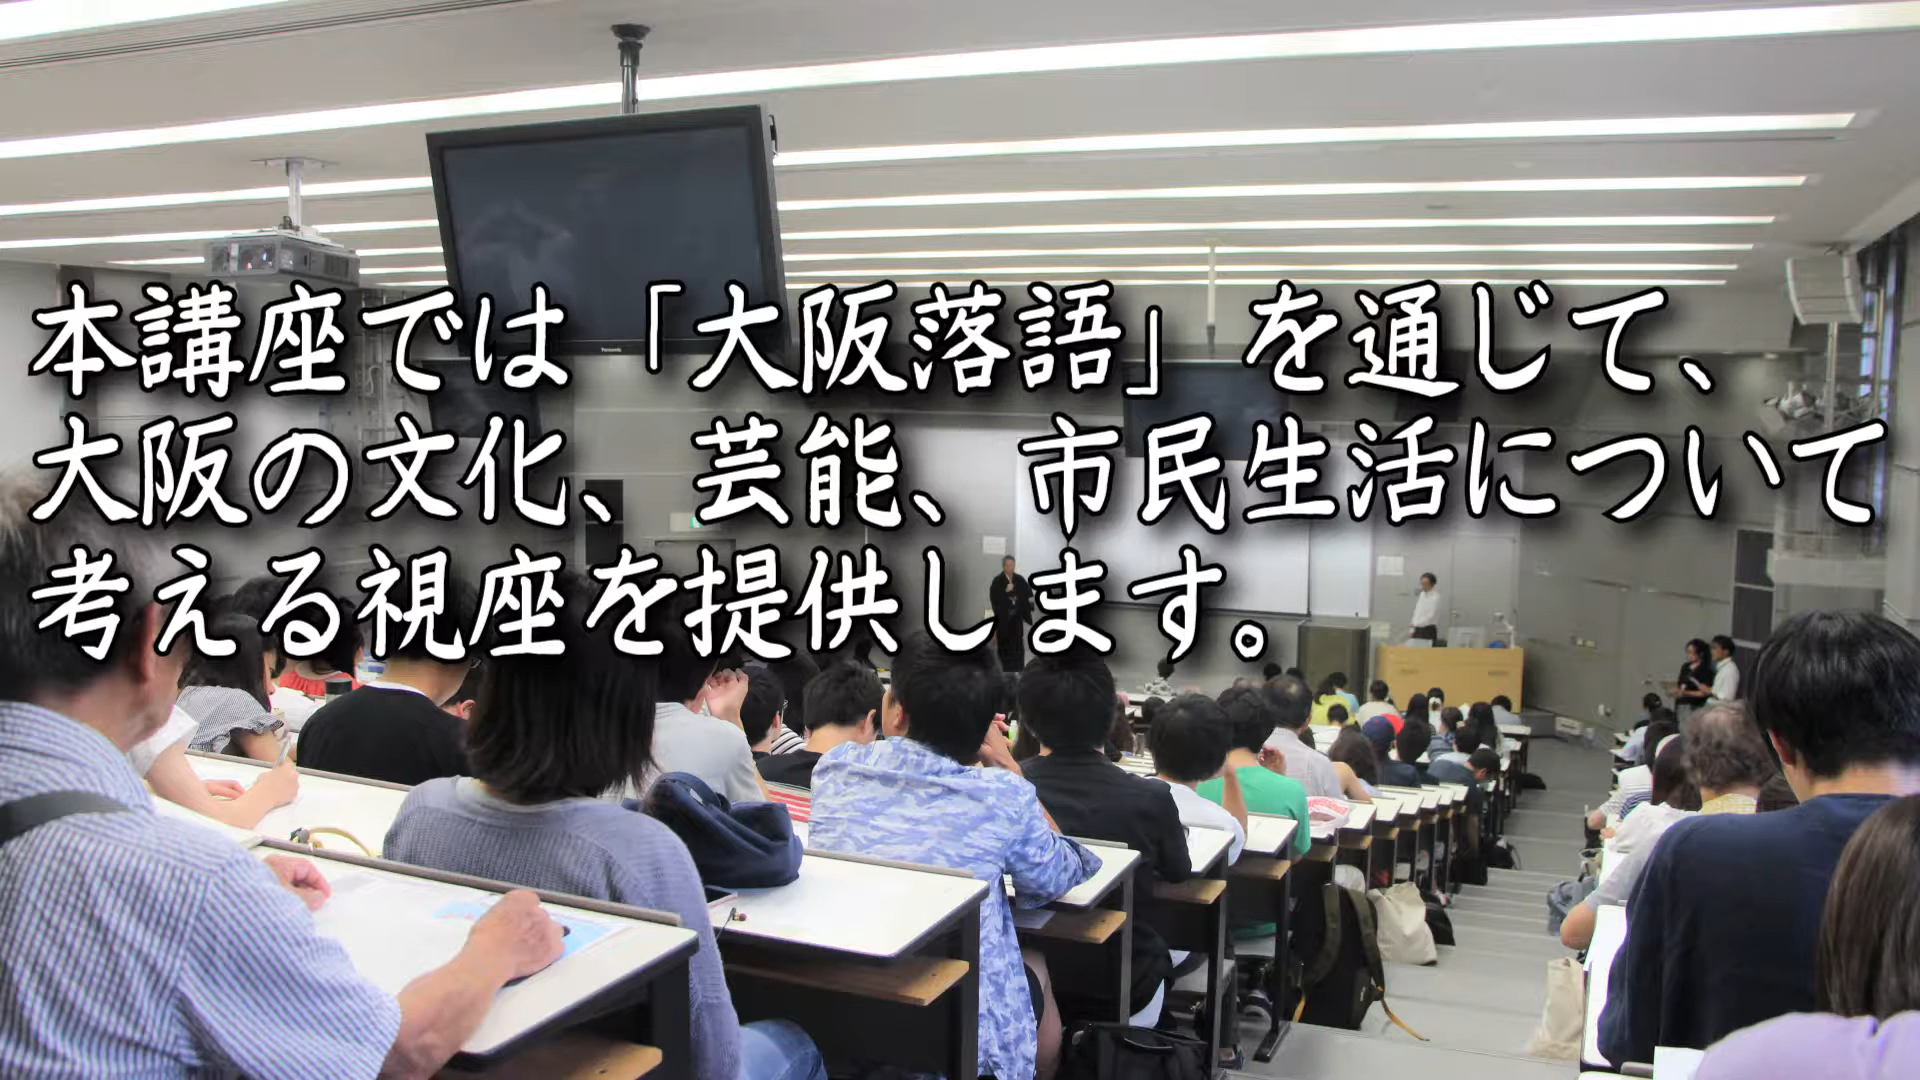 本講座では「大阪落語」を通じて、
大阪の文化、芸能、市民生活について
考える視座を提供します。
Panasonic